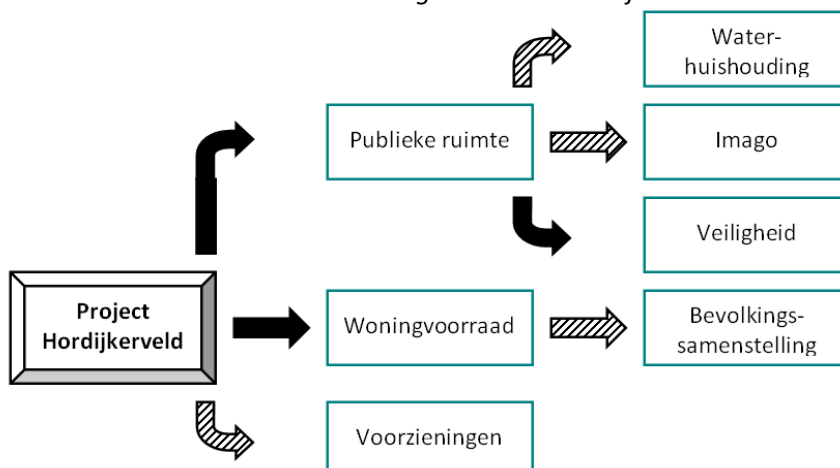 Water-
huishouding
Publieke ruimte
Imago
Veiligheid
Project
Hordijkerveld
Woningvoorraad
Bevolkings-
samenstelling
Voorzieningen